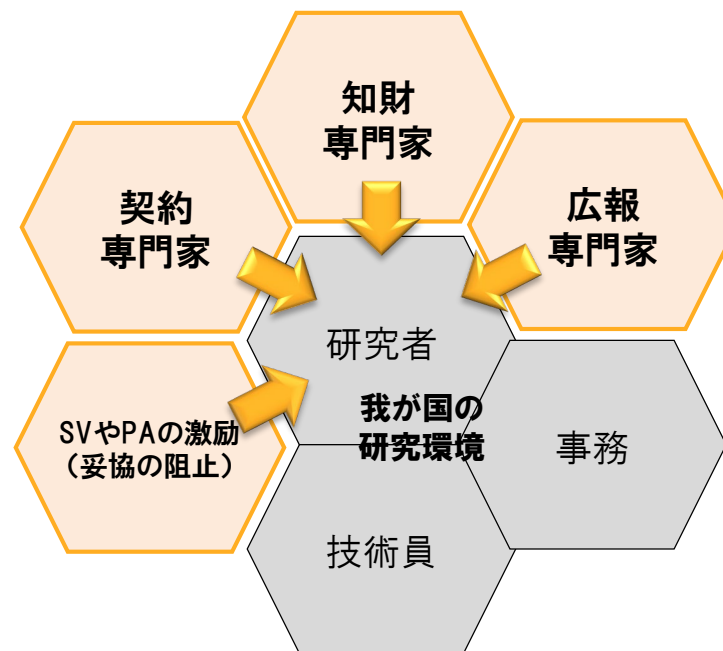 知財
専門家
契約
専門家
広報
専門家
研究者
SVやPAの激励
（妥協の阻止）
我が国の
研究環境
事務
技術員